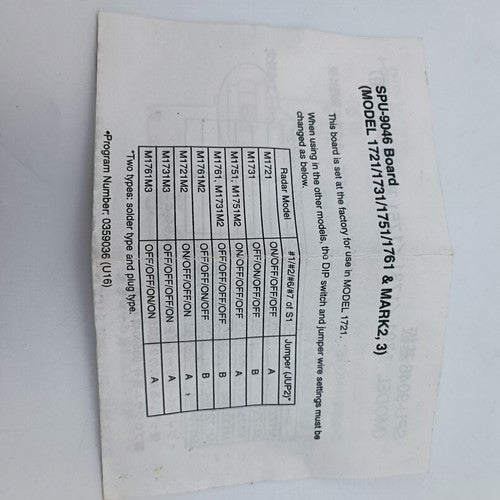 SPU-9046 Board
(MODEL 1721/1731/1751/1761 & MARK2, 3)
This board is set at the factory for use in MODEL 1721.
When using in the other models, the DIP switch and jumper wire settings must be
changed as below.
Radar Model #1/#2/#6/#7 of S1 Jumper (JUP2)*
M1721 ON/OFF/OFF/OFF A
M1731 OFF/OFF/OFF/OFF B
M1751, M1751M2 ON/OFF/OFF/OFF A
M1761, M1731M2 OFF/OFF/OFF/OFF B
M1761M2 OFF/OFF/ON/OFF B
M1721M2 ON/OFF/OFF/OFF A
M1731M3 OFF/OFF/OFF/ON A
M1761M3 OFF/OFF/ON/ON A
*Two types: solder type and plug type.
*Program Number: 0359036 (U16)